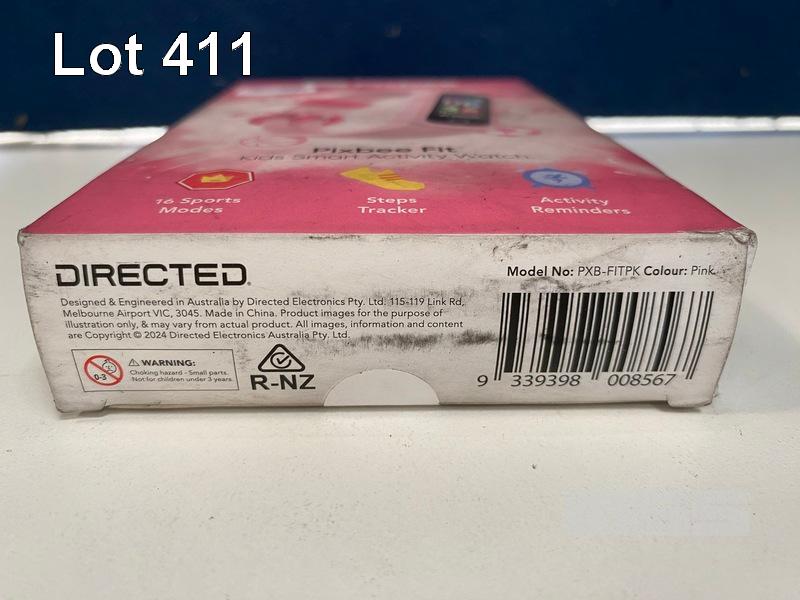 Lot 411
Pixbee Fit
Kids Smart Activity Watch
16 Sports
Modes
Steps
Tracker
Activity
Reminders
DIRECTED
Model No: PXB-FITPK Colour: Pink.
Designed & Engineered in Australia by Directed Electronics Pty. Ltd. 115-119 Link Rd,
Melbourne Airport VIC, 3045. Made in China. Product images for the purpose of
illustration only, & may vary from actual product. All images, information and content
are Copyright © 2024 Directed Electronics Australia Pty. Ltd.
0-3
WARNING:
Choking hazard - Small parts.
Not for children under 3 years.
R-NZ
9 339398 008567